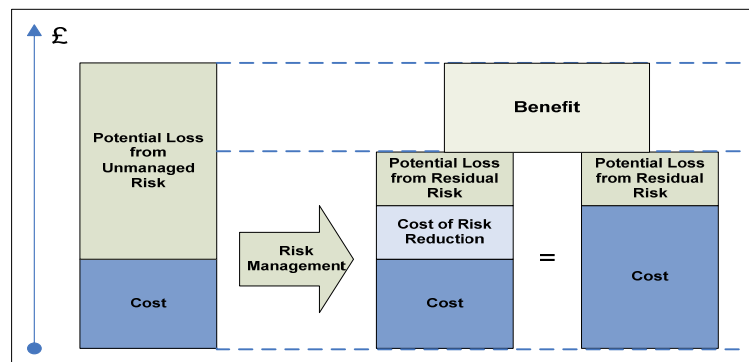 £
Potential Loss
from
Unmanaged
Risk
Cost
Risk
Management
Benefit
Potential Loss
from Residual
Risk
Cost of Risk
Reduction
Cost
=
Potential Loss
from Residual
Risk
Cost